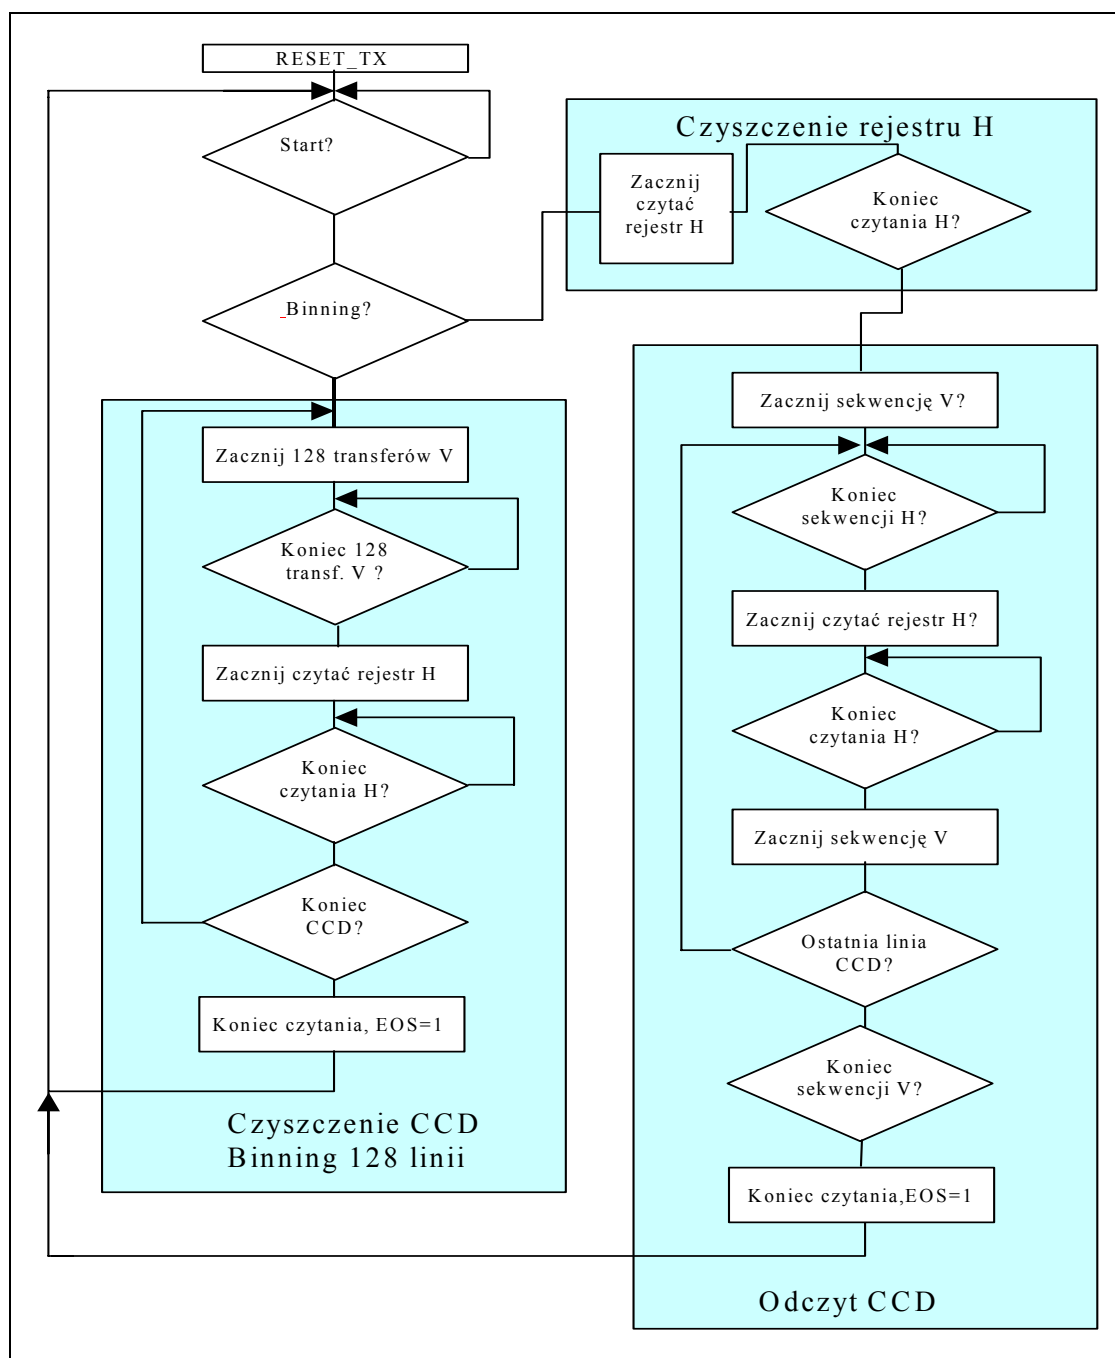 RESET_TX
Start?
_Binning?
Czyszczenie rejestru H
Zacznij
czytać
rejestr H
Koniec
czytania H?
Zacznij 128 transferów V
Koniec 128
transf. V ?
Zacznij czytać rejestr H
Koniec
czytania H?
Koniec
CCD?
Koniec czytania, EOS=1
Czyszczenie CCD
Binning 128 linii
Zacznij sekwencję V?
Koniec
sekwencji H?
Zacznij czytać rejestr H?
Koniec
czytania H?
Zacznij sekwencję V
Ostatnia linia
CCD?
Koniec
sekwencji V?
Koniec czytania,EOS=1
Odczyt CCD